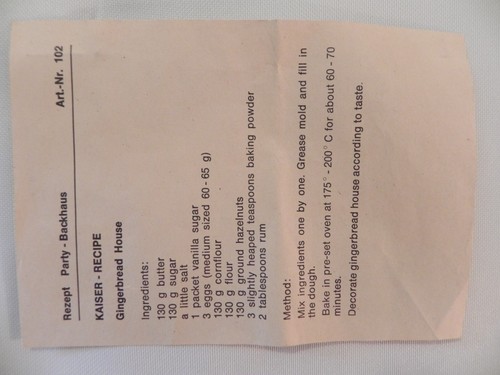 Rezept Party - Backhaus Art.-Nr. 102
KAISER - RECIPE
Gingerbread House
Ingredients:
130 g butter
130 g sugar
a little salt
1 packet vanilla sugar
3 eggs (medium sized 60 - 65 g)
130 g cornflour
130 g flour
130 g ground hazelnuts
3 slightly heaped teaspoons baking powder
2 tablespoons rum
Method:
Mix ingredients one by one. Grease mold and fill in
the dough.
Bake in pre-set oven at 175° - 200° C for about 60 - 70
minutes.
Decorate gingerbread house according to taste.